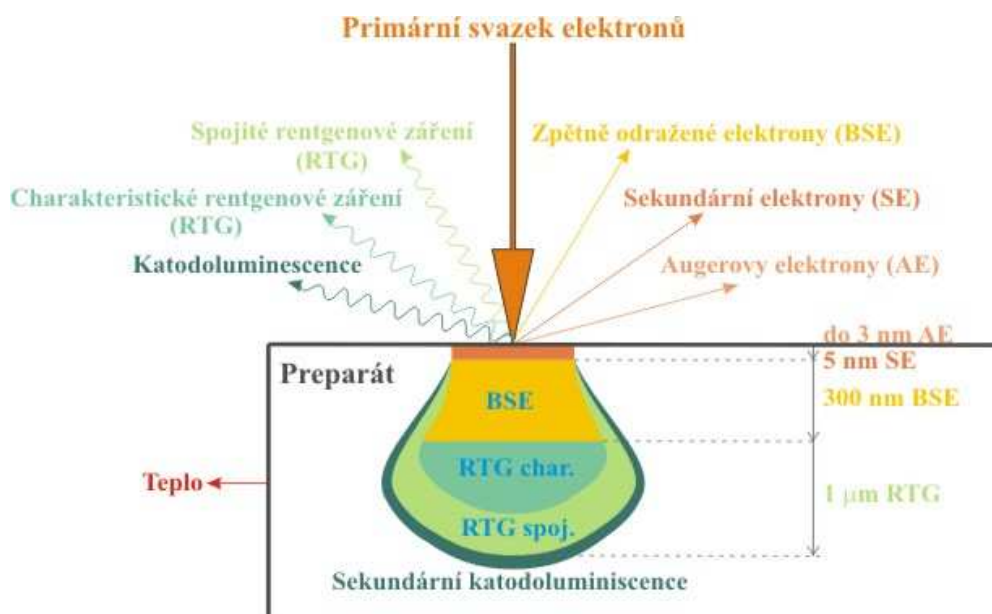 Primární svazek elektronů
Spojité rentgenové záření
(RTG)
Zpětně odražené elektrony (BSE)
Charakteristické rentgenové záření
(RTG)
Sekundární elektrony (SE)
Katodoluminescence
Augerovy elektrony (AE)
do 3 nm AE
5 nm SE
Preparát
BSE
300 nm BSE
RTG char.
Teplo
1 μm RTG
RTG spoj.
Sekundární katodoluminiscence